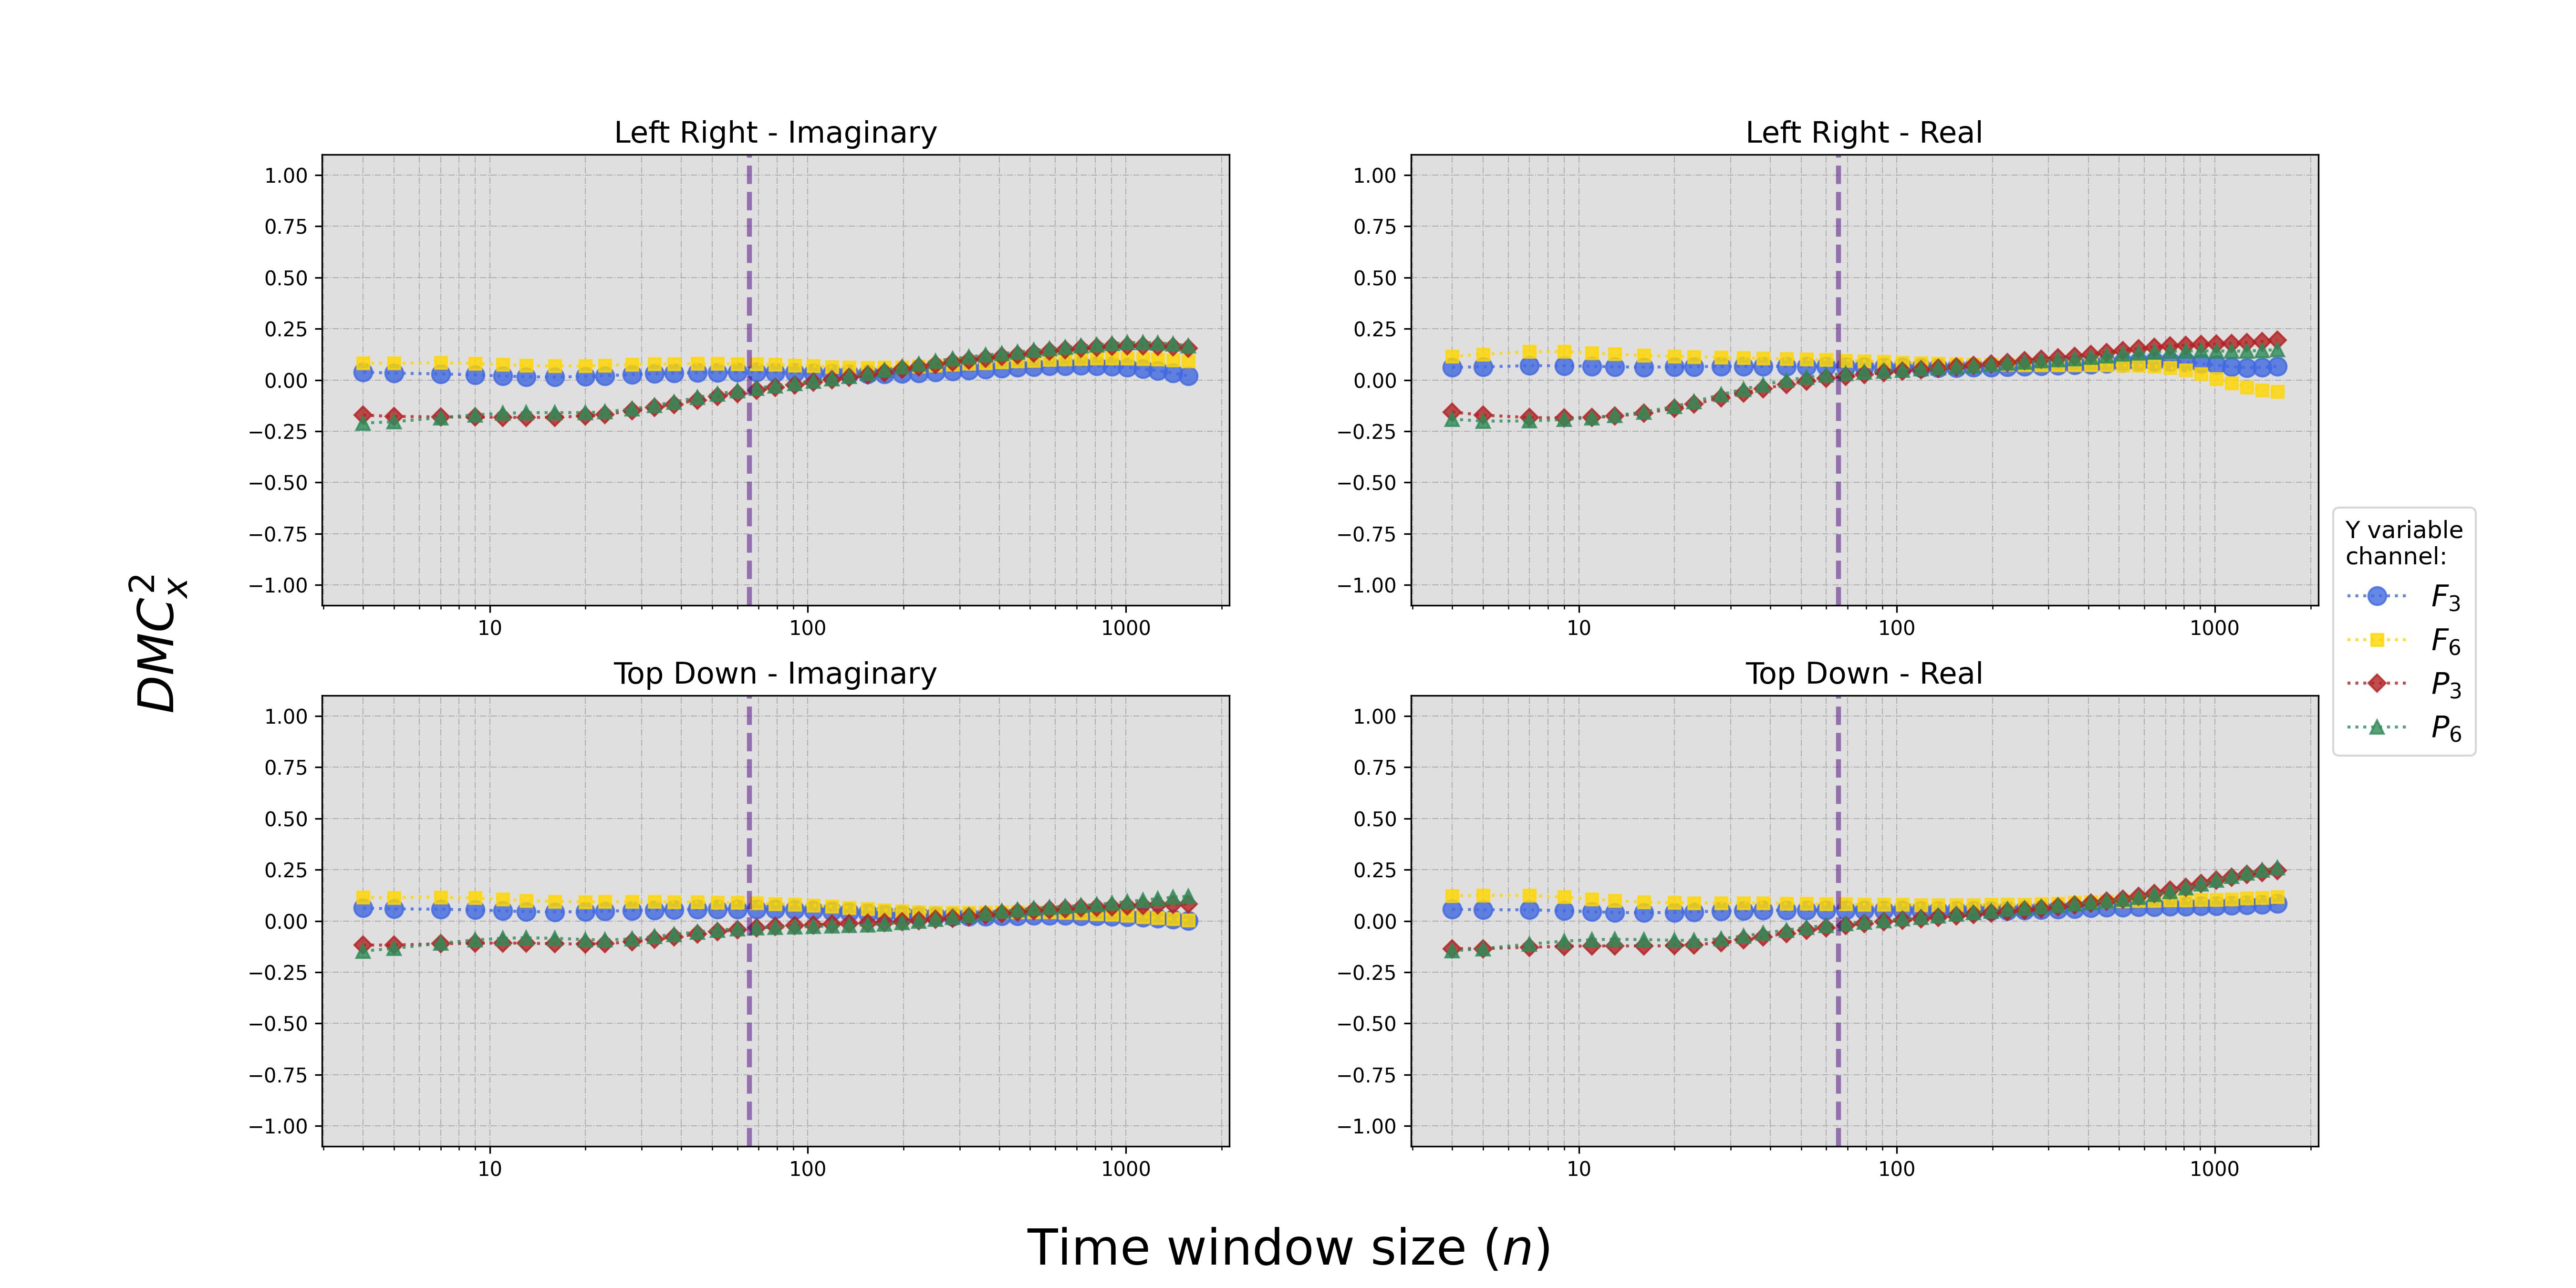 Left Right - Imaginary
1.00
0.75
0.50
0.25
0.00
−0.25
−0.50
−0.75
−1.00
10 100 1000
Left Right - Real
1.00
0.75
0.50
0.25
0.00
−0.25
−0.50
−0.75
−1.00
10 100 1000
Top Down - Imaginary
1.00
0.75
0.50
0.25
0.00
−0.25
−0.50
−0.75
−1.00
10 100 1000
Top Down - Real
1.00
0.75
0.50
0.25
0.00
−0.25
−0.50
−0.75
−1.00
10 100 1000
Y variable
channel:
F3
F6
P3
P6
DMC²ₓ
Time window size (n)